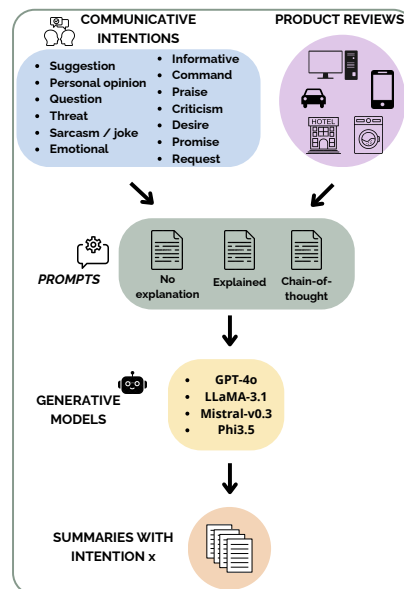 COMMUNICATIVE
INTENTIONS
PRODUCT REVIEWS
• Suggestion
• Personal opinion
• Question
• Threat
• Sarcasm / joke
• Emotional
• Informative
• Command
• Praise
• Criticism
• Desire
• Promise
• Request
HOTEL
PROMPTS
No
explanation
Explained
Chain-of-
thought
GENERATIVE
MODELS
• GPT-4o
• LLaMA-3.1
• Mistral-v0.3
• Phi3.5
SUMMARIES WITH
INTENTION x